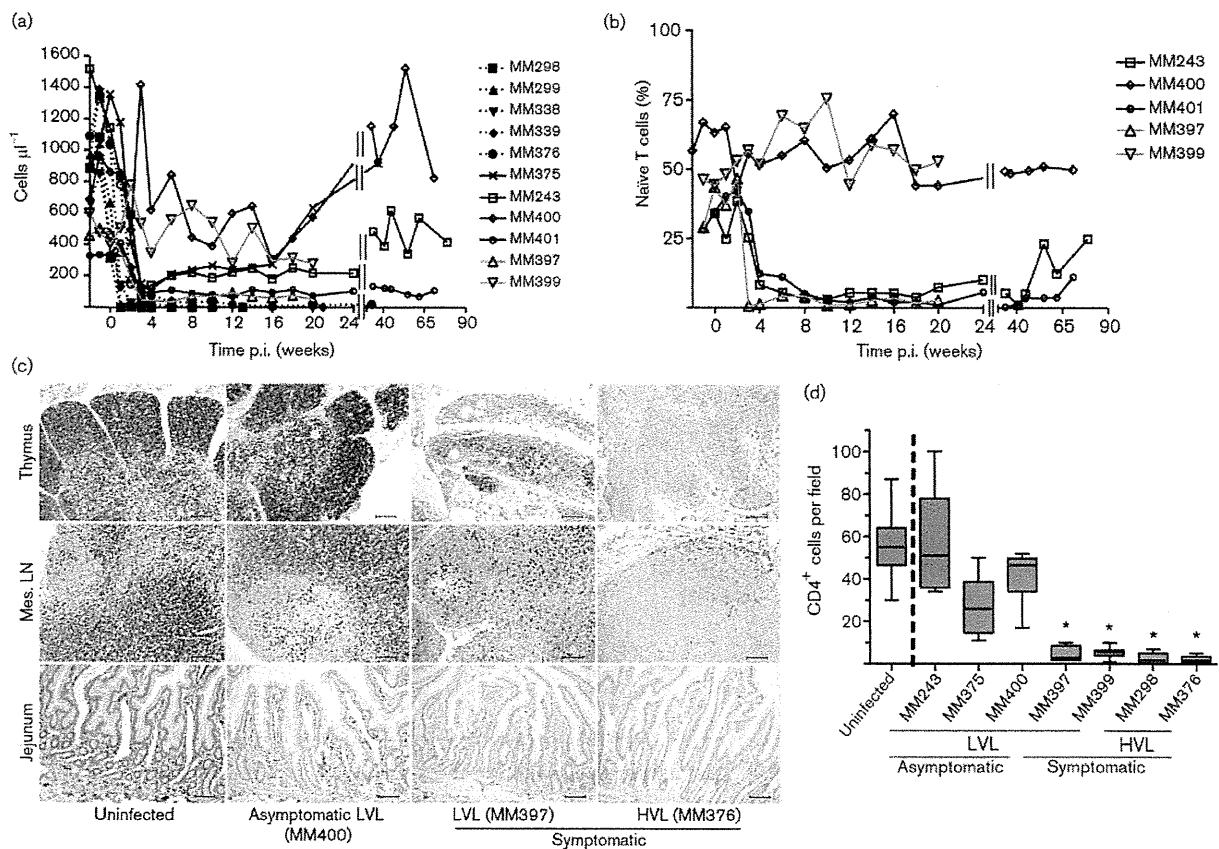 (a)
1600
1400
1200
1000
800
600
400
200
Cells µl−1
0 4 8 12 16 20 24 40 65 90
Time p.i. (weeks)
MM298
MM299
MM338
MM339
MM376
MM375
MM243
MM400
MM401
MM397
MM399
(b)
100
75
50
25
Naïve T cells (%)
0 4 8 12 16 20 24 40 65 90
Time p.i. (weeks)
MM243
MM400
MM401
MM397
MM399
(c)
Thymus
Mes. LN
Jejunum
Uninfected
Asymptomatic LVL
(MM400)
LVL (MM397)
HVL (MM376)
Symptomatic
(d)
100
80
60
40
20
CD4+ cells per field
* * * *
Uninfected
MM243
MM375
MM400
MM397
MM399
MM298
MM376
LVL HVL
Asymptomatic Symptomatic